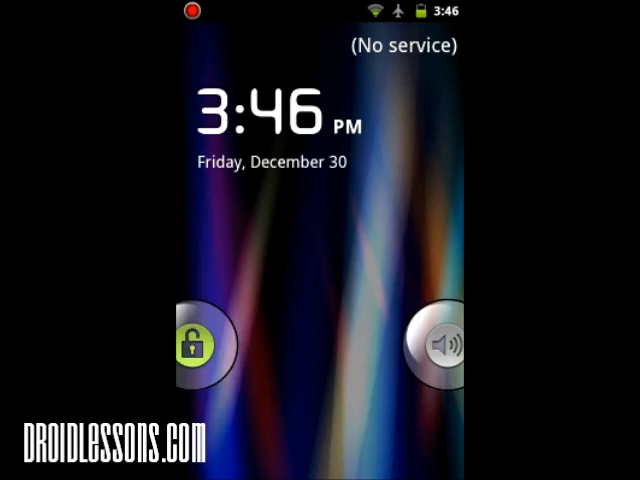 3:46
(No service)
3:46 PM
Friday, December 30
DROIDLESSONS.COM